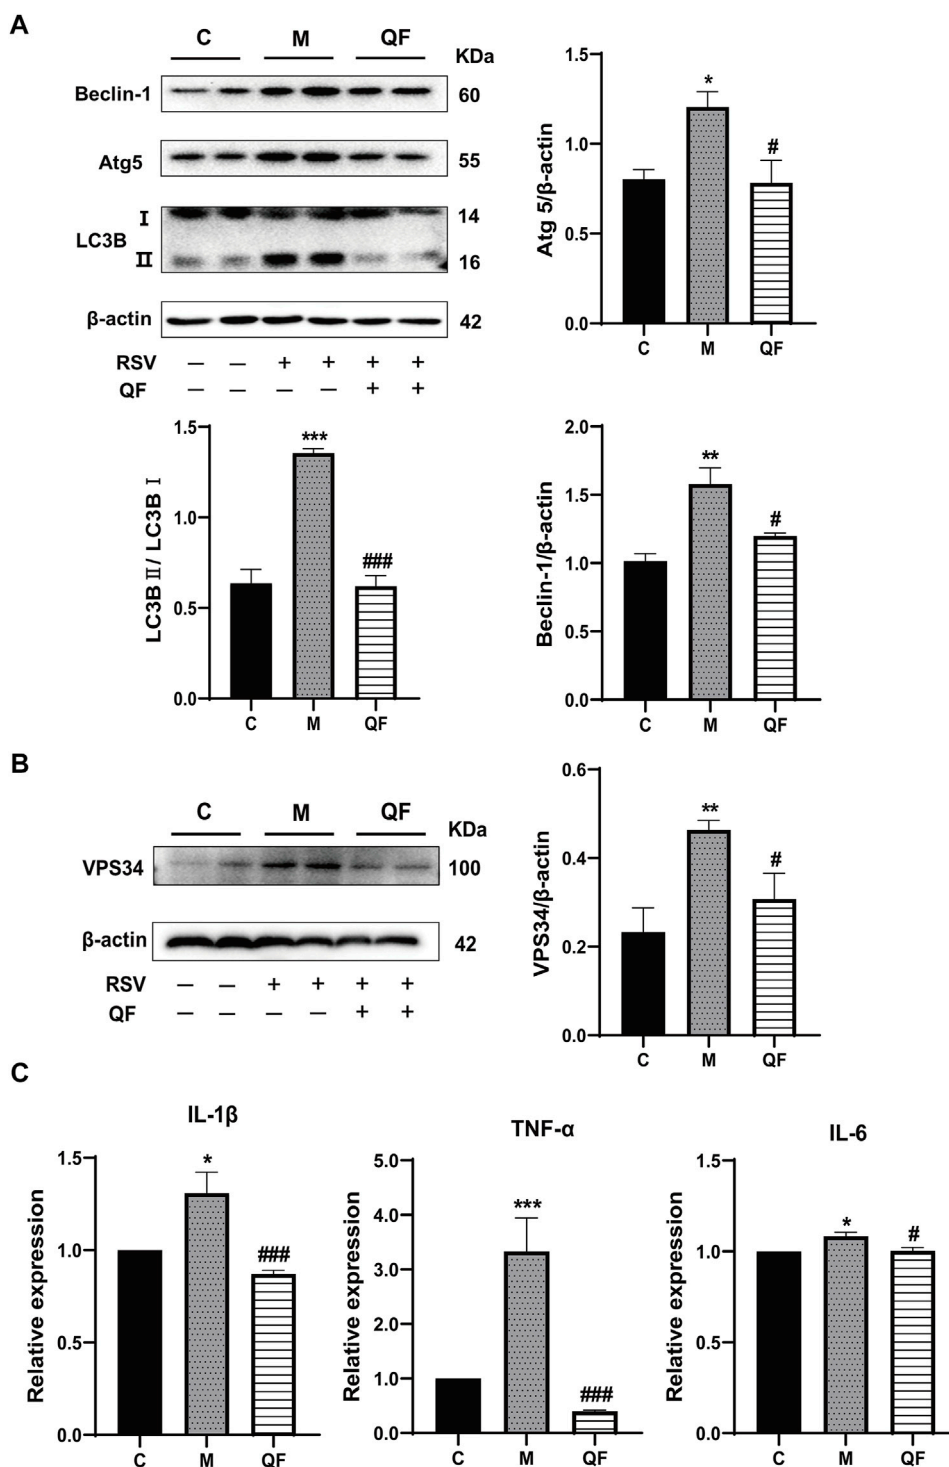 A
C M QF
KDa
Beclin-1 60
Atg5 55
I 14
LC3B
II 16
β-actin 42
RSV — — + + + +
QF — — — — + +
Atg 5/β-actin
1.5
1.0
0.5
0.0
*
#
C M QF
LC3B II / LC3B I
1.5
1.0
0.5
0.0
***
###
C M QF
Beclin-1/β-actin
2.0
1.5
1.0
0.5
0.0
**
#
C M QF
B
C M QF
KDa
VPS34 100
β-actin 42
RSV — — + + + +
QF — — — — + +
VPS34/β-actin
0.6
0.4
0.2
0.0
**
#
C M QF
C
IL-1β
Relative expression
1.5
1.0
0.5
0.0
*
###
C M QF
TNF-α
Relative expression
5.0
4.0
3.0
2.0
1.0
0.0
***
###
C M QF
IL-6
Relative expression
1.5
1.0
0.5
0.0
*
#
C M QF